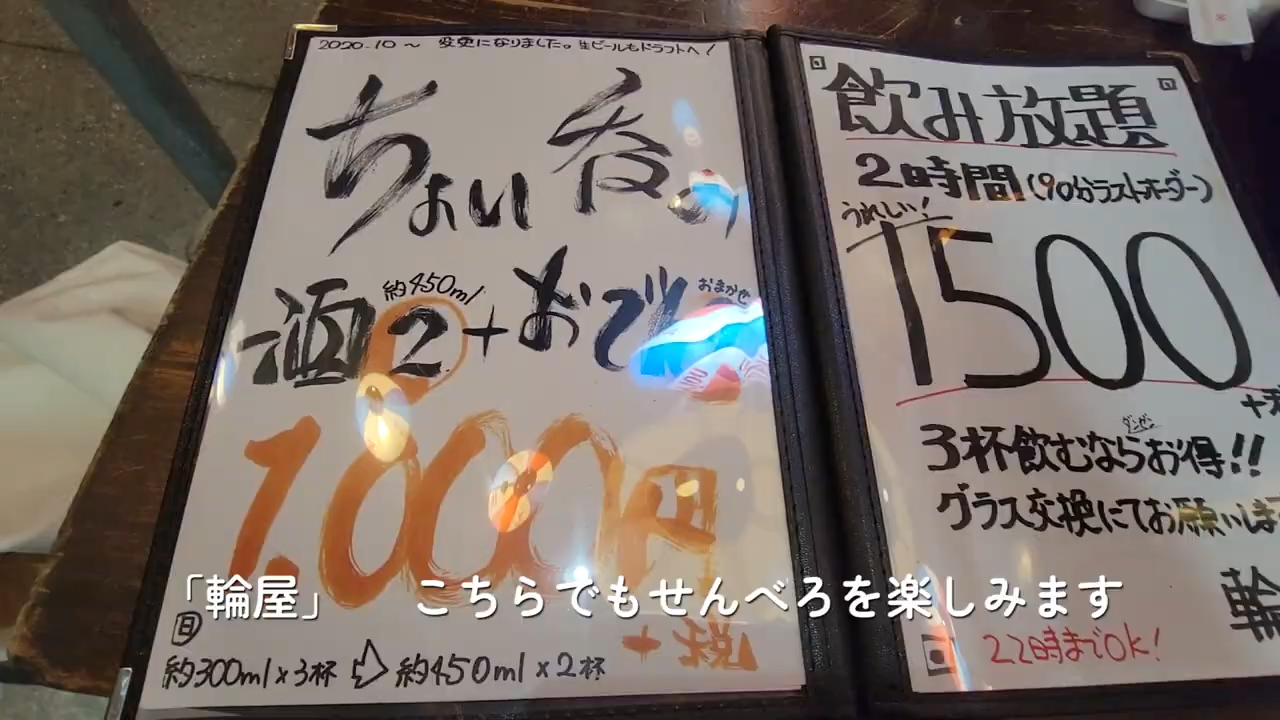 2020.10～ 変更になりました。生ビールもドラフトへ！
ちょい呑み
約450ml
おまかせ
酒2+おでん
1.000円
+税
約300ml×3杯 ⇨ 約450ml×2杯
飲み放題
2時間(90分ラストオーダー)
うれしい！
1500
+税
ダンゼン
3杯飲むならお得!!
グラス交換にてお願いしま
輪
22時までOK！
「輪屋」 こちらでもせんべろを楽しみます